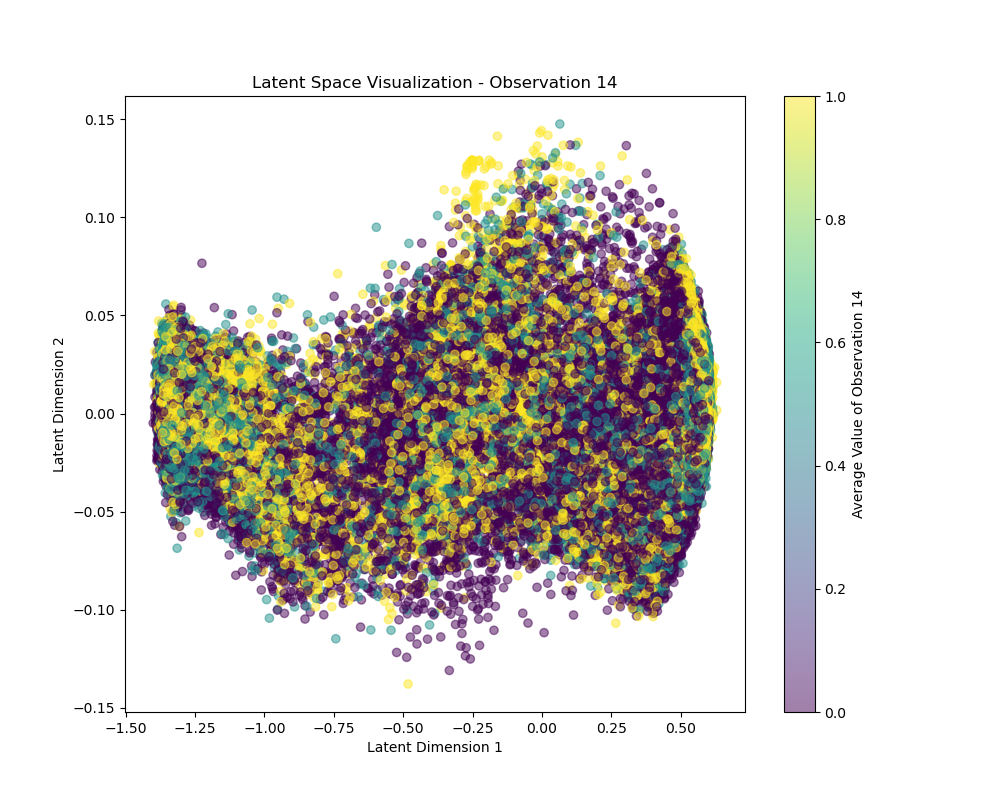 Latent Space Visualization - Observation 14
0.15
0.10
0.05
0.00
−0.05
−0.10
−0.15
Latent Dimension 2
−1.50 −1.25 −1.00 −0.75 −0.50 −0.25 0.00 0.25 0.50
Latent Dimension 1
1.0
0.8
0.6
0.4
0.2
0.0
Average Value of Observation 14